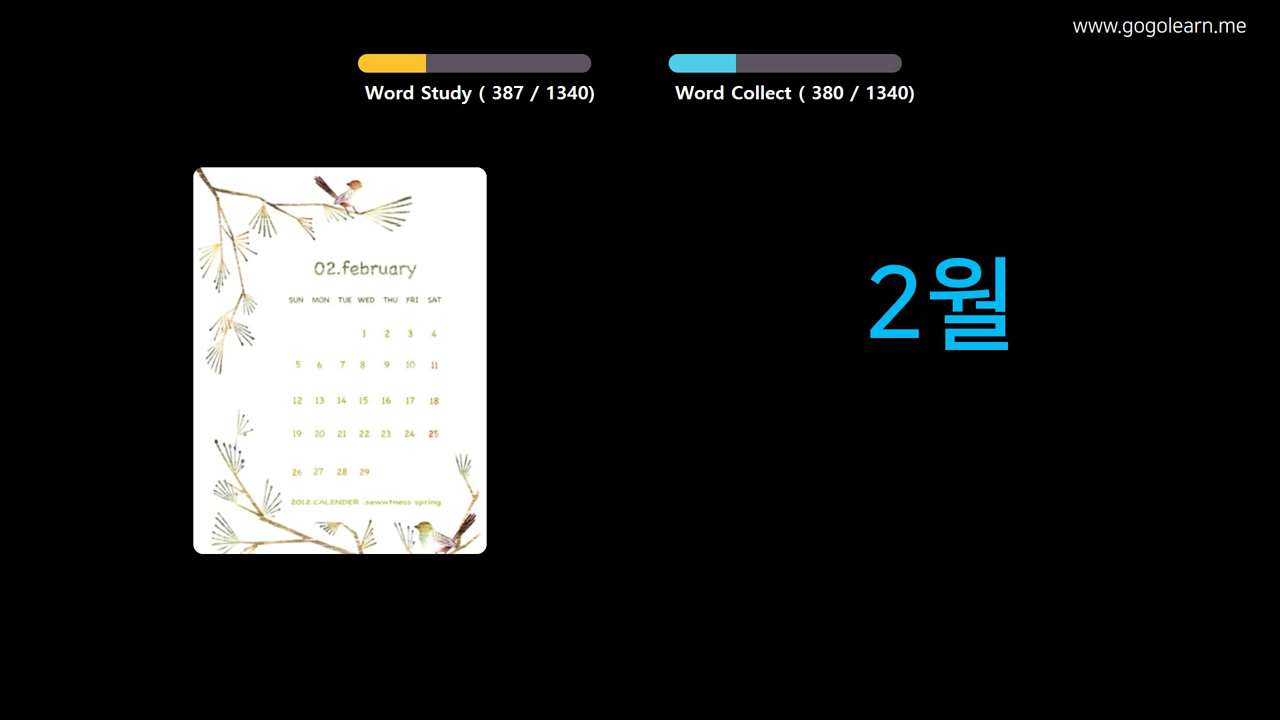 www.gogolearn.me
Word Study ( 387 / 1340)
Word Collect ( 380 / 1340)
02.february
SUN MON TUE WED THU FRI SAT
1 2 3 4
5 6 7 8 9 10 11
12 13 14 15 16 17 18
19 20 21 22 23 24 25
26 27 28 29
2012.CALENDER .sewwtness spring
2월